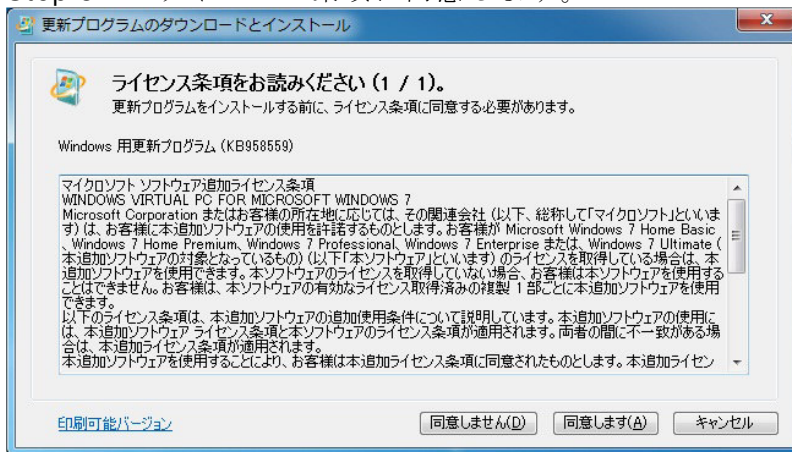 更新プログラムのダウンロードとインストール
ライセンス条項をお読みください (1 / 1)。
更新プログラムをインストールする前に、ライセンス条項に同意する必要があります。
Windows 用更新プログラム (KB958559)
マイクロソフト ソフトウェア追加ライセンス条項
WINDOWS VIRTUAL PC FOR MICROSOFT WINDOWS 7
Microsoft Corporation またはお客様の所在地に応じては、その関連会社 (以下、総称して「マイクロソフト」といいま
す) は、お客様に本追加ソフトウェアの使用を許諾するものとします。お客様が Microsoft Windows 7 Home Basic
、Windows 7 Home Premium、Windows 7 Professional、Windows 7 Enterprise または、Windows 7 Ultimate (
本追加ソフトウェアの対象となっているもの) (以下「本ソフトウェア」といいます) のライセンスを取得している場合は、本
追加ソフトウェアを使用できます。本ソフトウェアのライセンスを取得していない場合、お客様は本ソフトウェアを使用する
ことはできません。お客様は、本ソフトウェアの有効なライセンス取得済みの複製 1 部ごとに本追加ソフトウェアを使用
できます。
以下のライセンス条項は、本追加ソフトウェアの追加使用条件について説明しています。本追加ソフトウェアの使用に
は、本追加ソフトウェア ライセンス条項と本ソフトウェアのライセンス条項が適用されます。両者の間に不一致がある場
合は、本追加ライセンス条項が適用されます。
本追加ソフトウェアを使用することにより、お客様は本追加ライセンス条項に同意されたものとします。本追加ライセン
印刷可能バージョン
同意しません(D)
同意します(A)
キャンセル